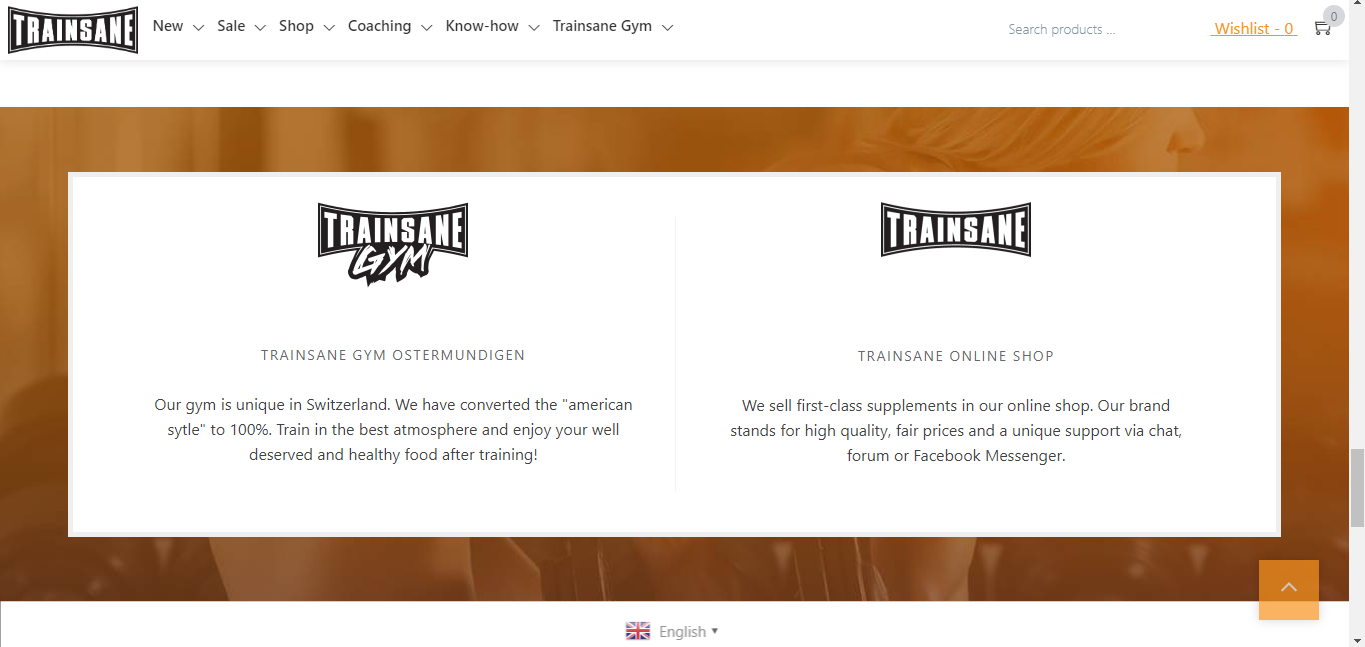 TRAINSANE
New Sale Shop Coaching Know-how Trainsane Gym
Search products ...
Wishlist - 0
0
TRAINSANE
GYM
TRAINSANE GYM OSTERMUNDIGEN
Our gym is unique in Switzerland. We have converted the "american
sytle" to 100%. Train in the best atmosphere and enjoy your well
deserved and healthy food after training!
TRAINSANE
TRAINSANE ONLINE SHOP
We sell first-class supplements in our online shop. Our brand
stands for high quality, fair prices and a unique support via chat,
forum or Facebook Messenger.
English